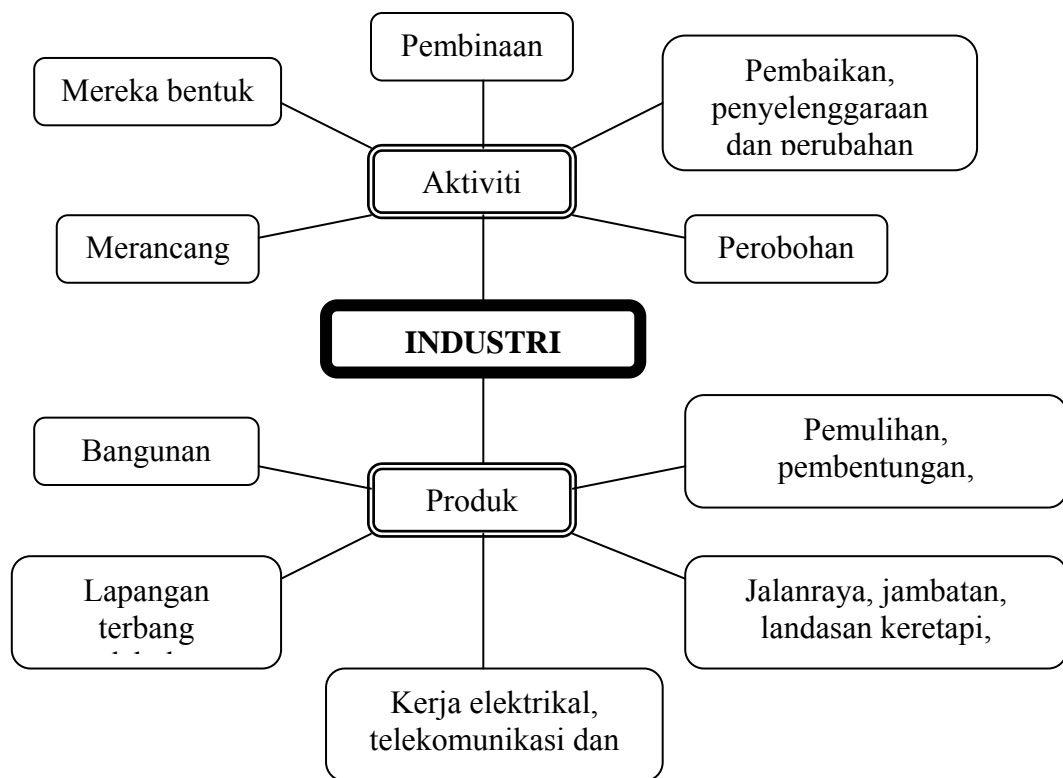 Pembinaan
Mereka bentuk
Pembaikan,
penyelenggaraan
dan perubahan
Aktiviti
Merancang
Perobohan
INDUSTRI
Bangunan
Pemulihan,
pembentungan,
Produk
Lapangan
terbang
Jalanraya, jambatan,
landasan keretapi,
Kerja elektrikal,
telekomunikasi dan